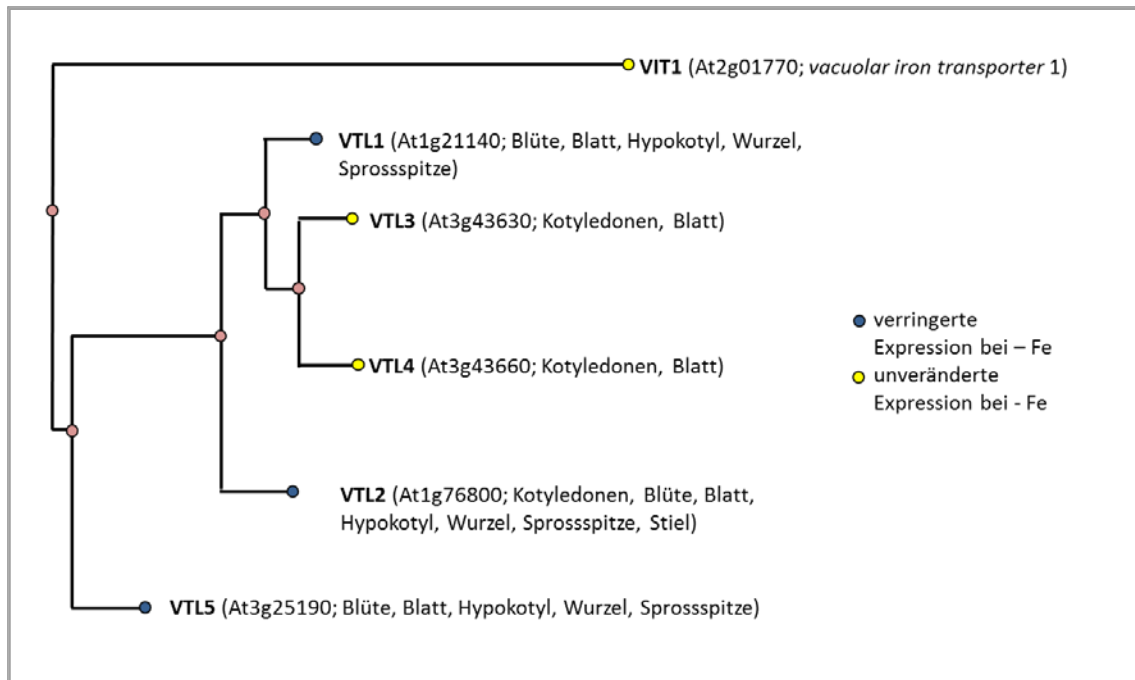 VIT1 (At2g01770; vacuolar iron transporter 1)
VTL1 (At1g21140; Blüte, Blatt, Hypokotyl, Wurzel,
Sprossspitze)
VTL3 (At3g43630; Kotyledonen, Blatt)
verringerte
Expression bei – Fe
VTL4 (At3g43660; Kotyledonen, Blatt)
unveränderte
Expression bei - Fe
VTL2 (At1g76800; Kotyledonen, Blüte, Blatt,
Hypokotyl, Wurzel, Sprossspitze, Stiel)
VTL5 (At3g25190; Blüte, Blatt, Hypokotyl, Wurzel, Sprossspitze)